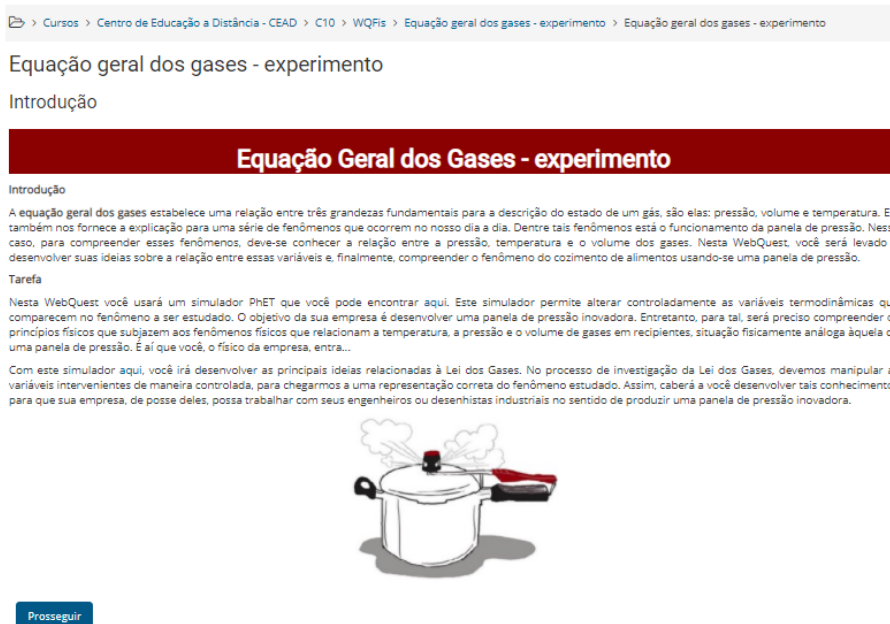 > Cursos > Centro de Educação a Distância - CEAD > C10 > WQFis > Equação geral dos gases - experimento > Equação geral dos gases - experimento
Equação geral dos gases - experimento
Introdução
Equação Geral dos Gases - experimento
Introdução
A equação geral dos gases estabelece uma relação entre três grandezas fundamentais para a descrição do estado de um gás, são elas: pressão, volume e temperatura. E
também nos fornece a explicação para uma série de fenômenos que ocorrem no nosso dia a dia. Dentre tais fenômenos está o funcionamento da panela de pressão. Ness
caso, para compreender esses fenômenos, deve-se conhecer a relação entre a pressão, temperatura e o volume dos gases. Nesta WebQuest, você será levado
desenvolver suas ideias sobre a relação entre essas variáveis e, finalmente, compreender o fenômeno do cozimento de alimentos usando-se uma panela de pressão.
Tarefa
Nesta WebQuest você usará um simulador PhET que você pode encontrar aqui. Este simulador permite alterar controladamente as variáveis termodinâmicas qu
comparecem no fenômeno a ser estudado. O objetivo da sua empresa é desenvolver uma panela de pressão inovadora. Entretanto, para tal, será preciso compreender o
princípios físicos que subjazem aos fenômenos físicos que relacionam a temperatura, a pressão e o volume de gases em recipientes, situação fisicamente análoga àquela d
uma panela de pressão. É aí que você, o físico da empresa, entra...
Com este simulador aqui, você irá desenvolver as principais ideias relacionadas à Lei dos Gases. No processo de investigação da Lei dos Gases, devemos manipular a
variáveis intervenientes de maneira controlada, para chegarmos a uma representação correta do fenômeno estudado. Assim, caberá a você desenvolver tais conhecimento
para que sua empresa, de posse deles, possa trabalhar com seus engenheiros ou desenhistas industriais no sentido de produzir uma panela de pressão inovadora.
Prosseguir